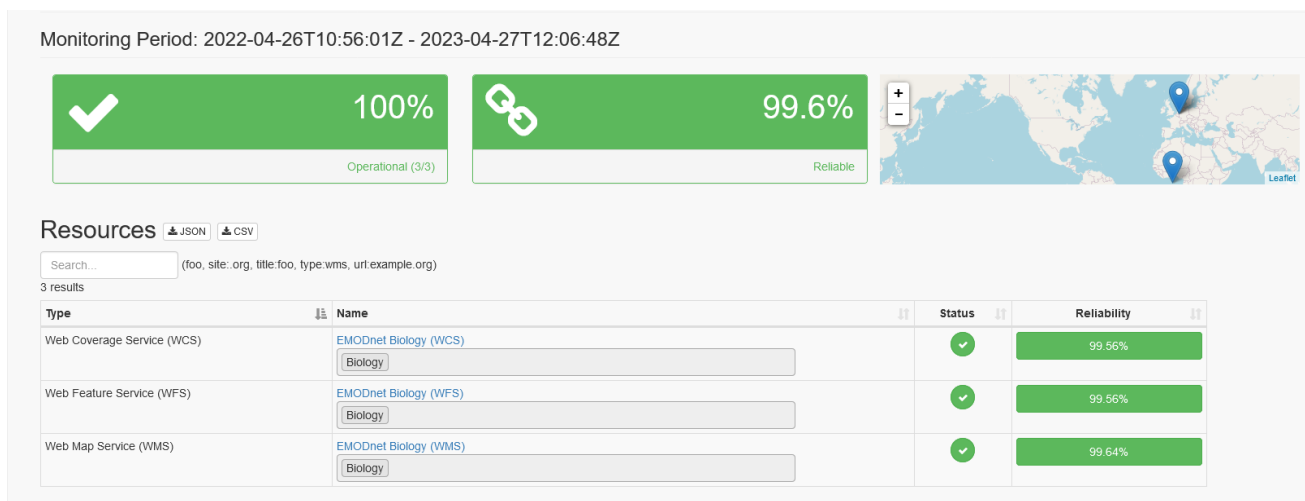 Monitoring Period: 2022-04-26T10:56:01Z - 2023-04-27T12:06:48Z
100%
Operational (3/3)
99.6%
Reliable
+
−
Leaflet
Resources JSON CSV
Search... (foo, site:.org, title:foo, type:wms, url:example.org)
3 results
Type Name Status Reliability
Web Coverage Service (WCS) EMODnet Biology (WCS) 99.56%
Biology
Web Feature Service (WFS) EMODnet Biology (WFS) 99.56%
Biology
Web Map Service (WMS) EMODnet Biology (WMS) 99.64%
Biology